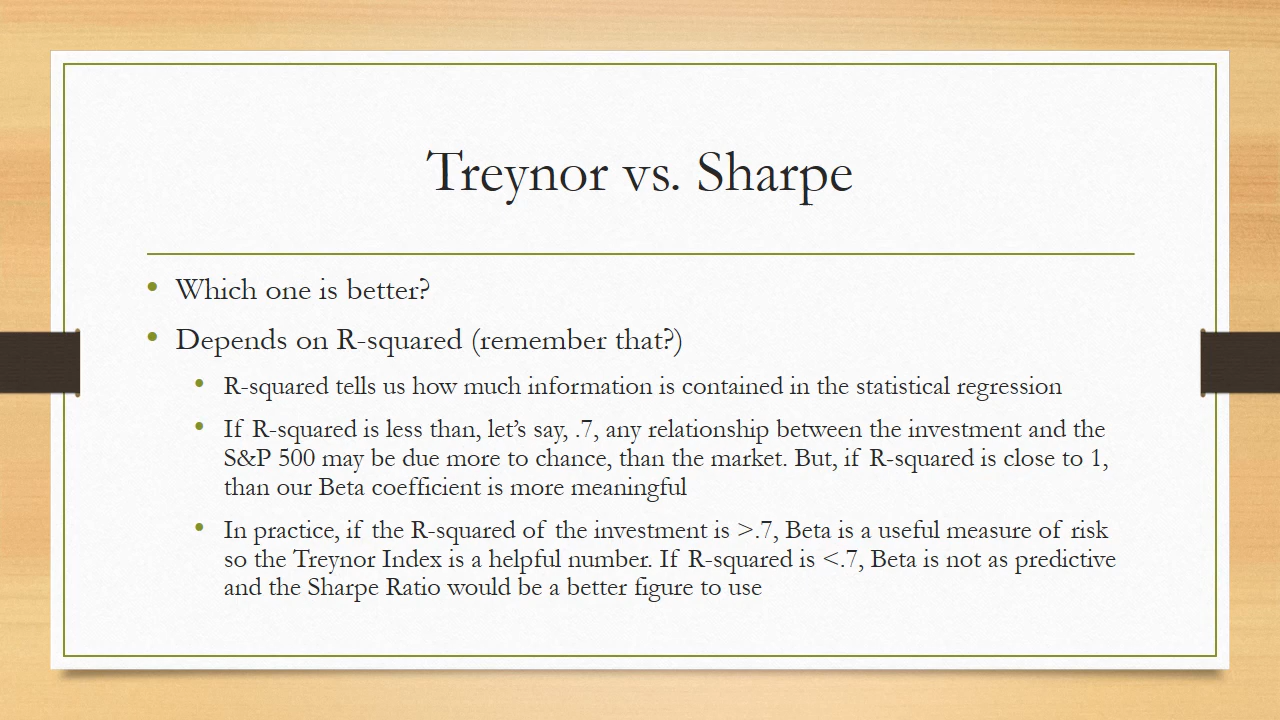 Treynor vs. Sharpe
• Which one is better?
• Depends on R-squared (remember that?)
• R-squared tells us how much information is contained in the statistical regression
• If R-squared is less than, let’s say, .7, any relationship between the investment and the
S&P 500 may be due more to chance, than the market. But, if R-squared is close to 1,
than our Beta coefficient is more meaningful
• In practice, if the R-squared of the investment is >.7, Beta is a useful measure of risk
so the Treynor Index is a helpful number. If R-squared is <.7, Beta is not as predictive
and the Sharpe Ratio would be a better figure to use